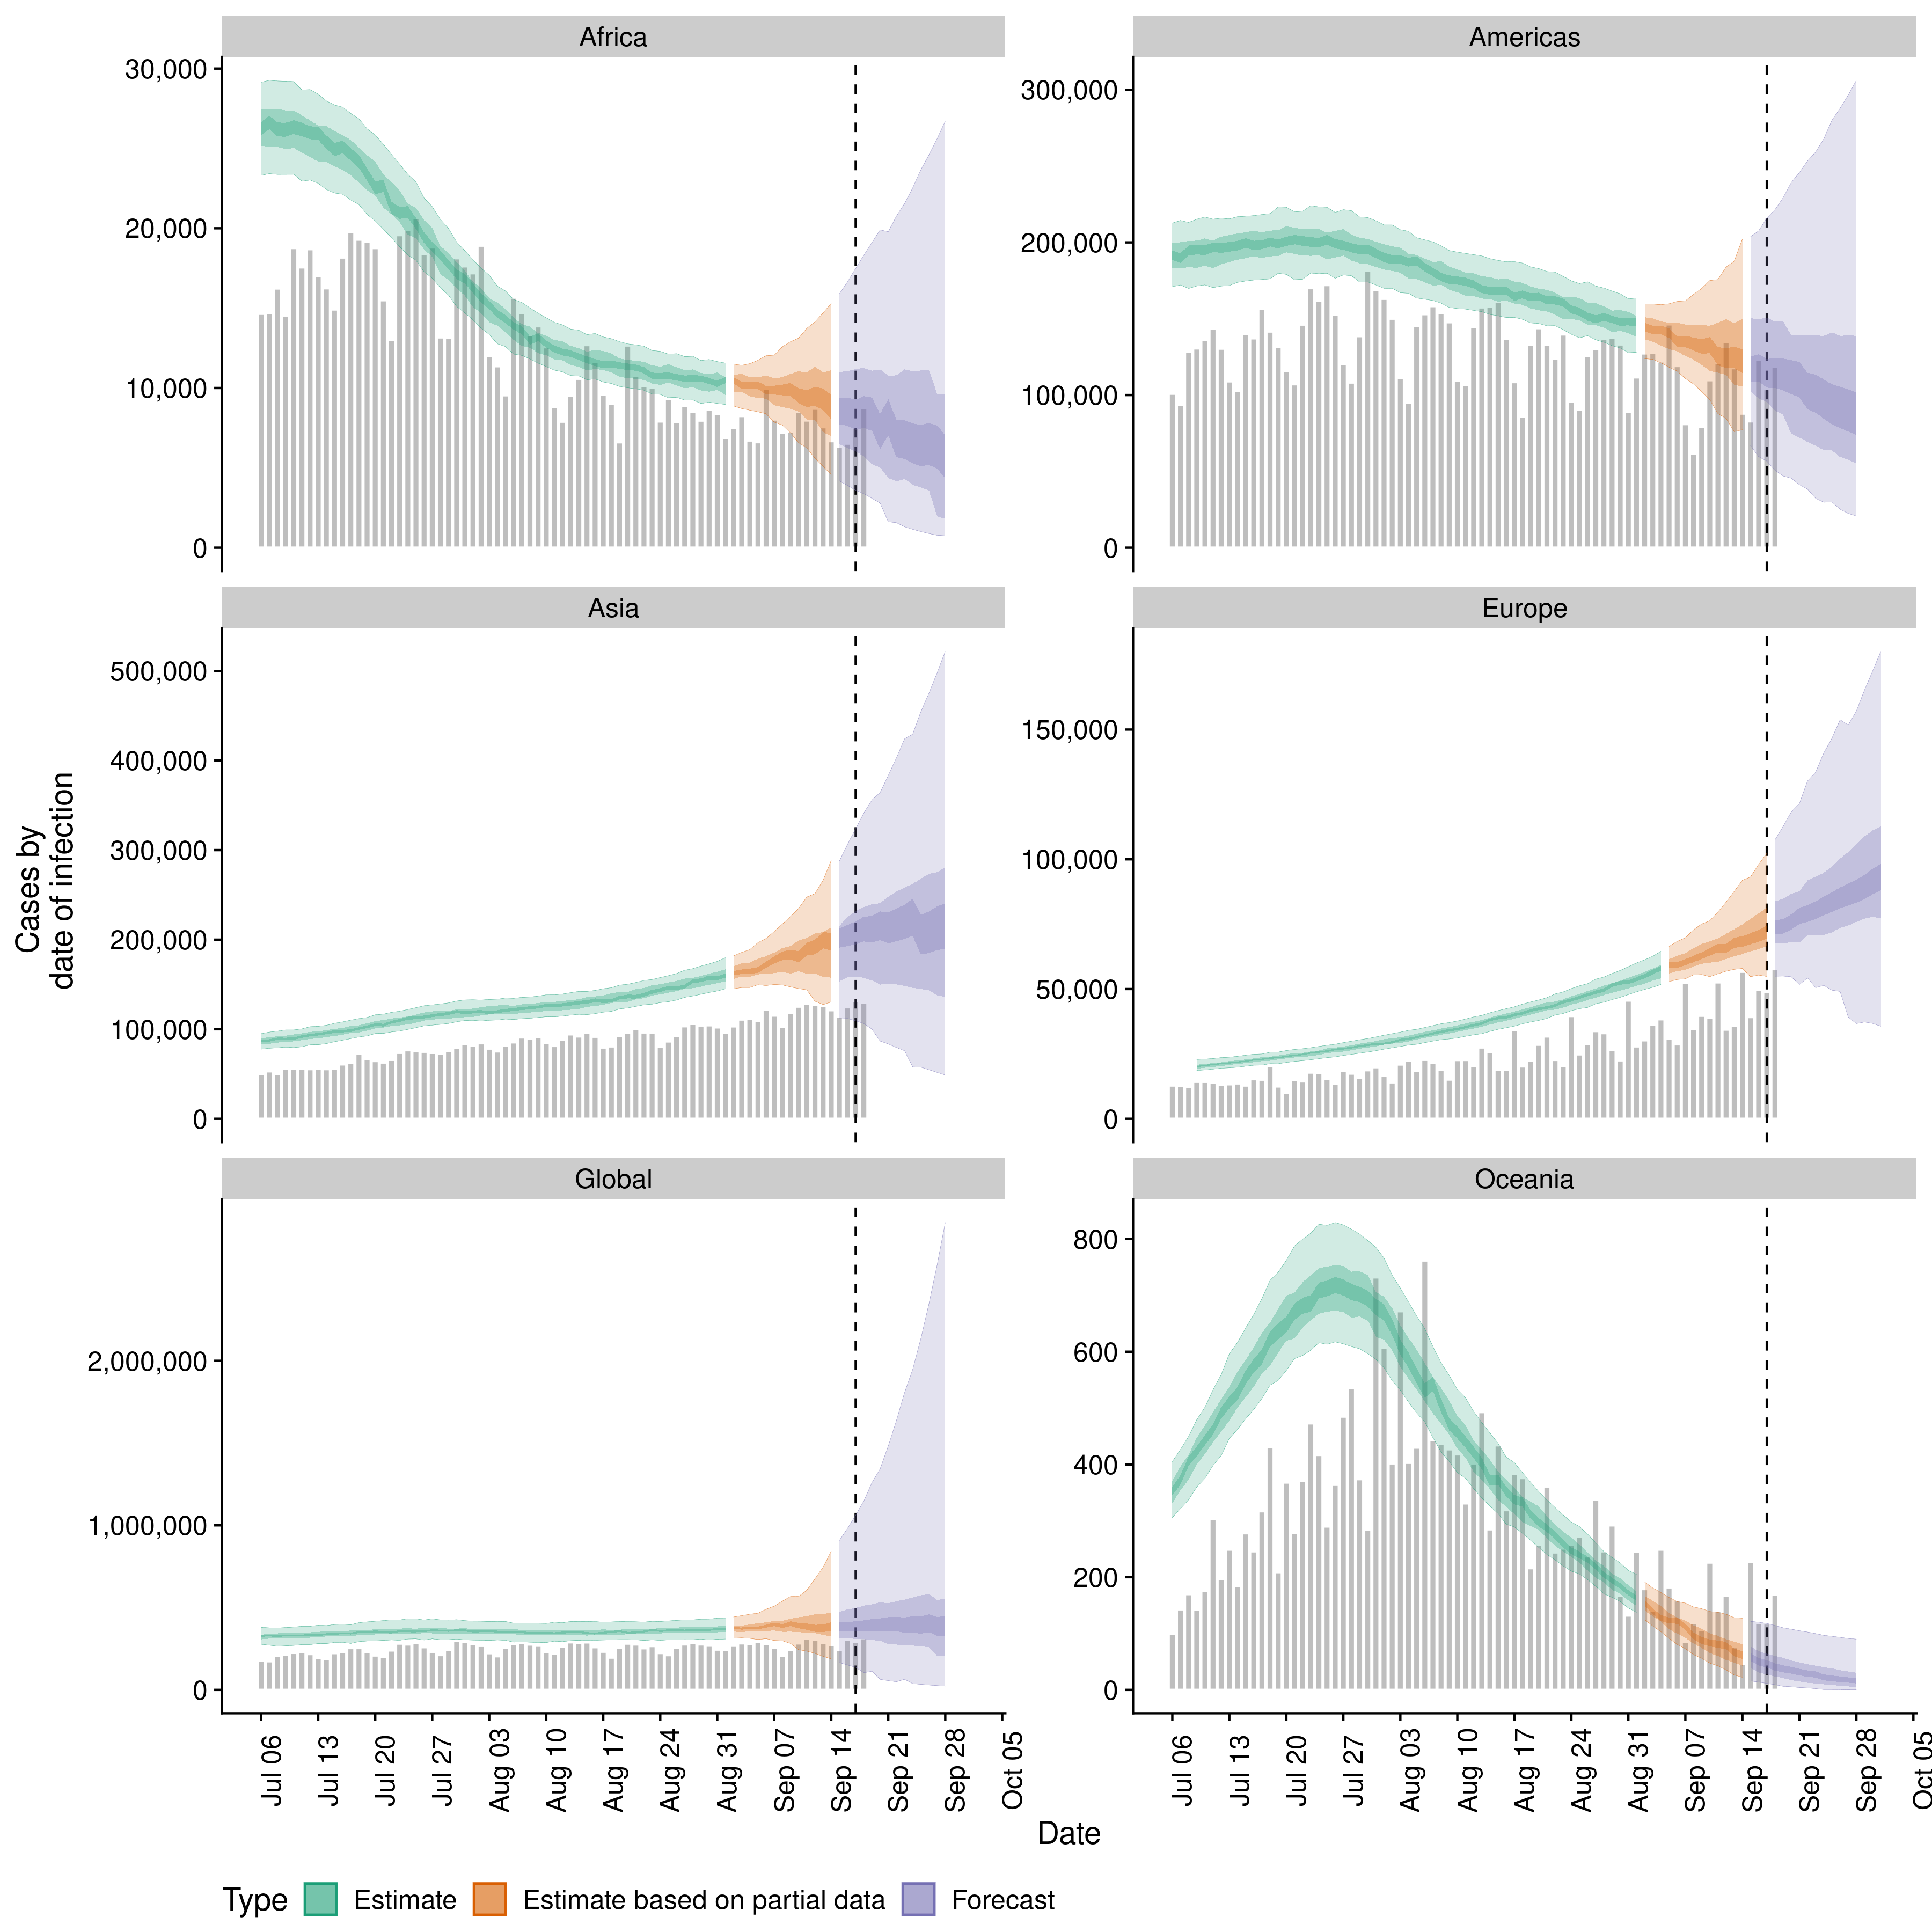 Africa
Americas
30,000
20,000
10,000
0
300,000
200,000
100,000
0
Asia
Europe
500,000
400,000
300,000
200,000
100,000
0
150,000
100,000
50,000
0
Global
Oceania
2,000,000
1,000,000
0
800
600
400
200
0
Cases by
date of infection
Jul 06
Jul 13
Jul 20
Jul 27
Aug 03
Aug 10
Aug 17
Aug 24
Aug 31
Sep 07
Sep 14
Sep 21
Sep 28
Oct 05
Jul 06
Jul 13
Jul 20
Jul 27
Aug 03
Aug 10
Aug 17
Aug 24
Aug 31
Sep 07
Sep 14
Sep 21
Sep 28
Oct 05
Date
Type Estimate Estimate based on partial data Forecast